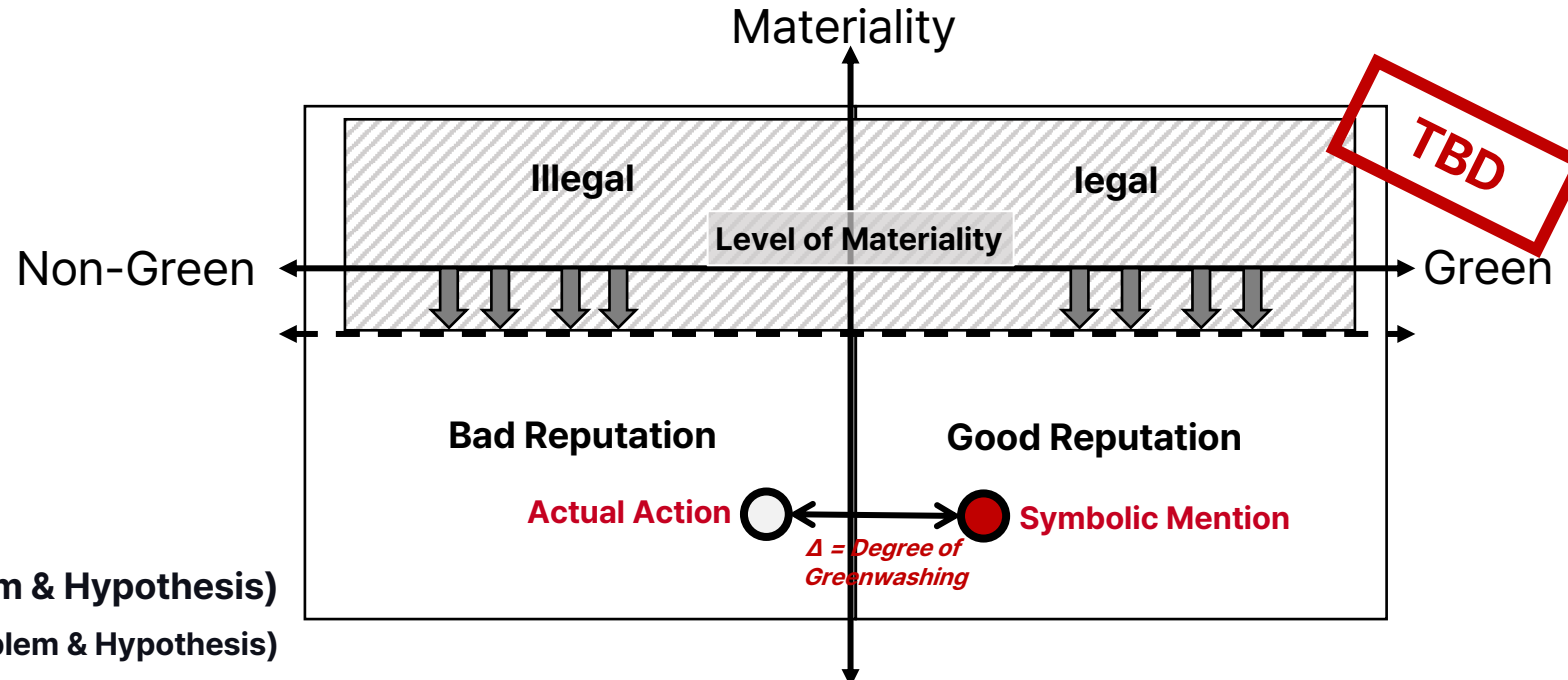 Materiality
TBD
Illegal
legal
Level of Materiality
Non-Green
Green
Bad Reputation
Good Reputation
Actual Action
Symbolic Mention
Δ = Degree of
Greenwashing
& Hypothesis)
& Hypothesis)